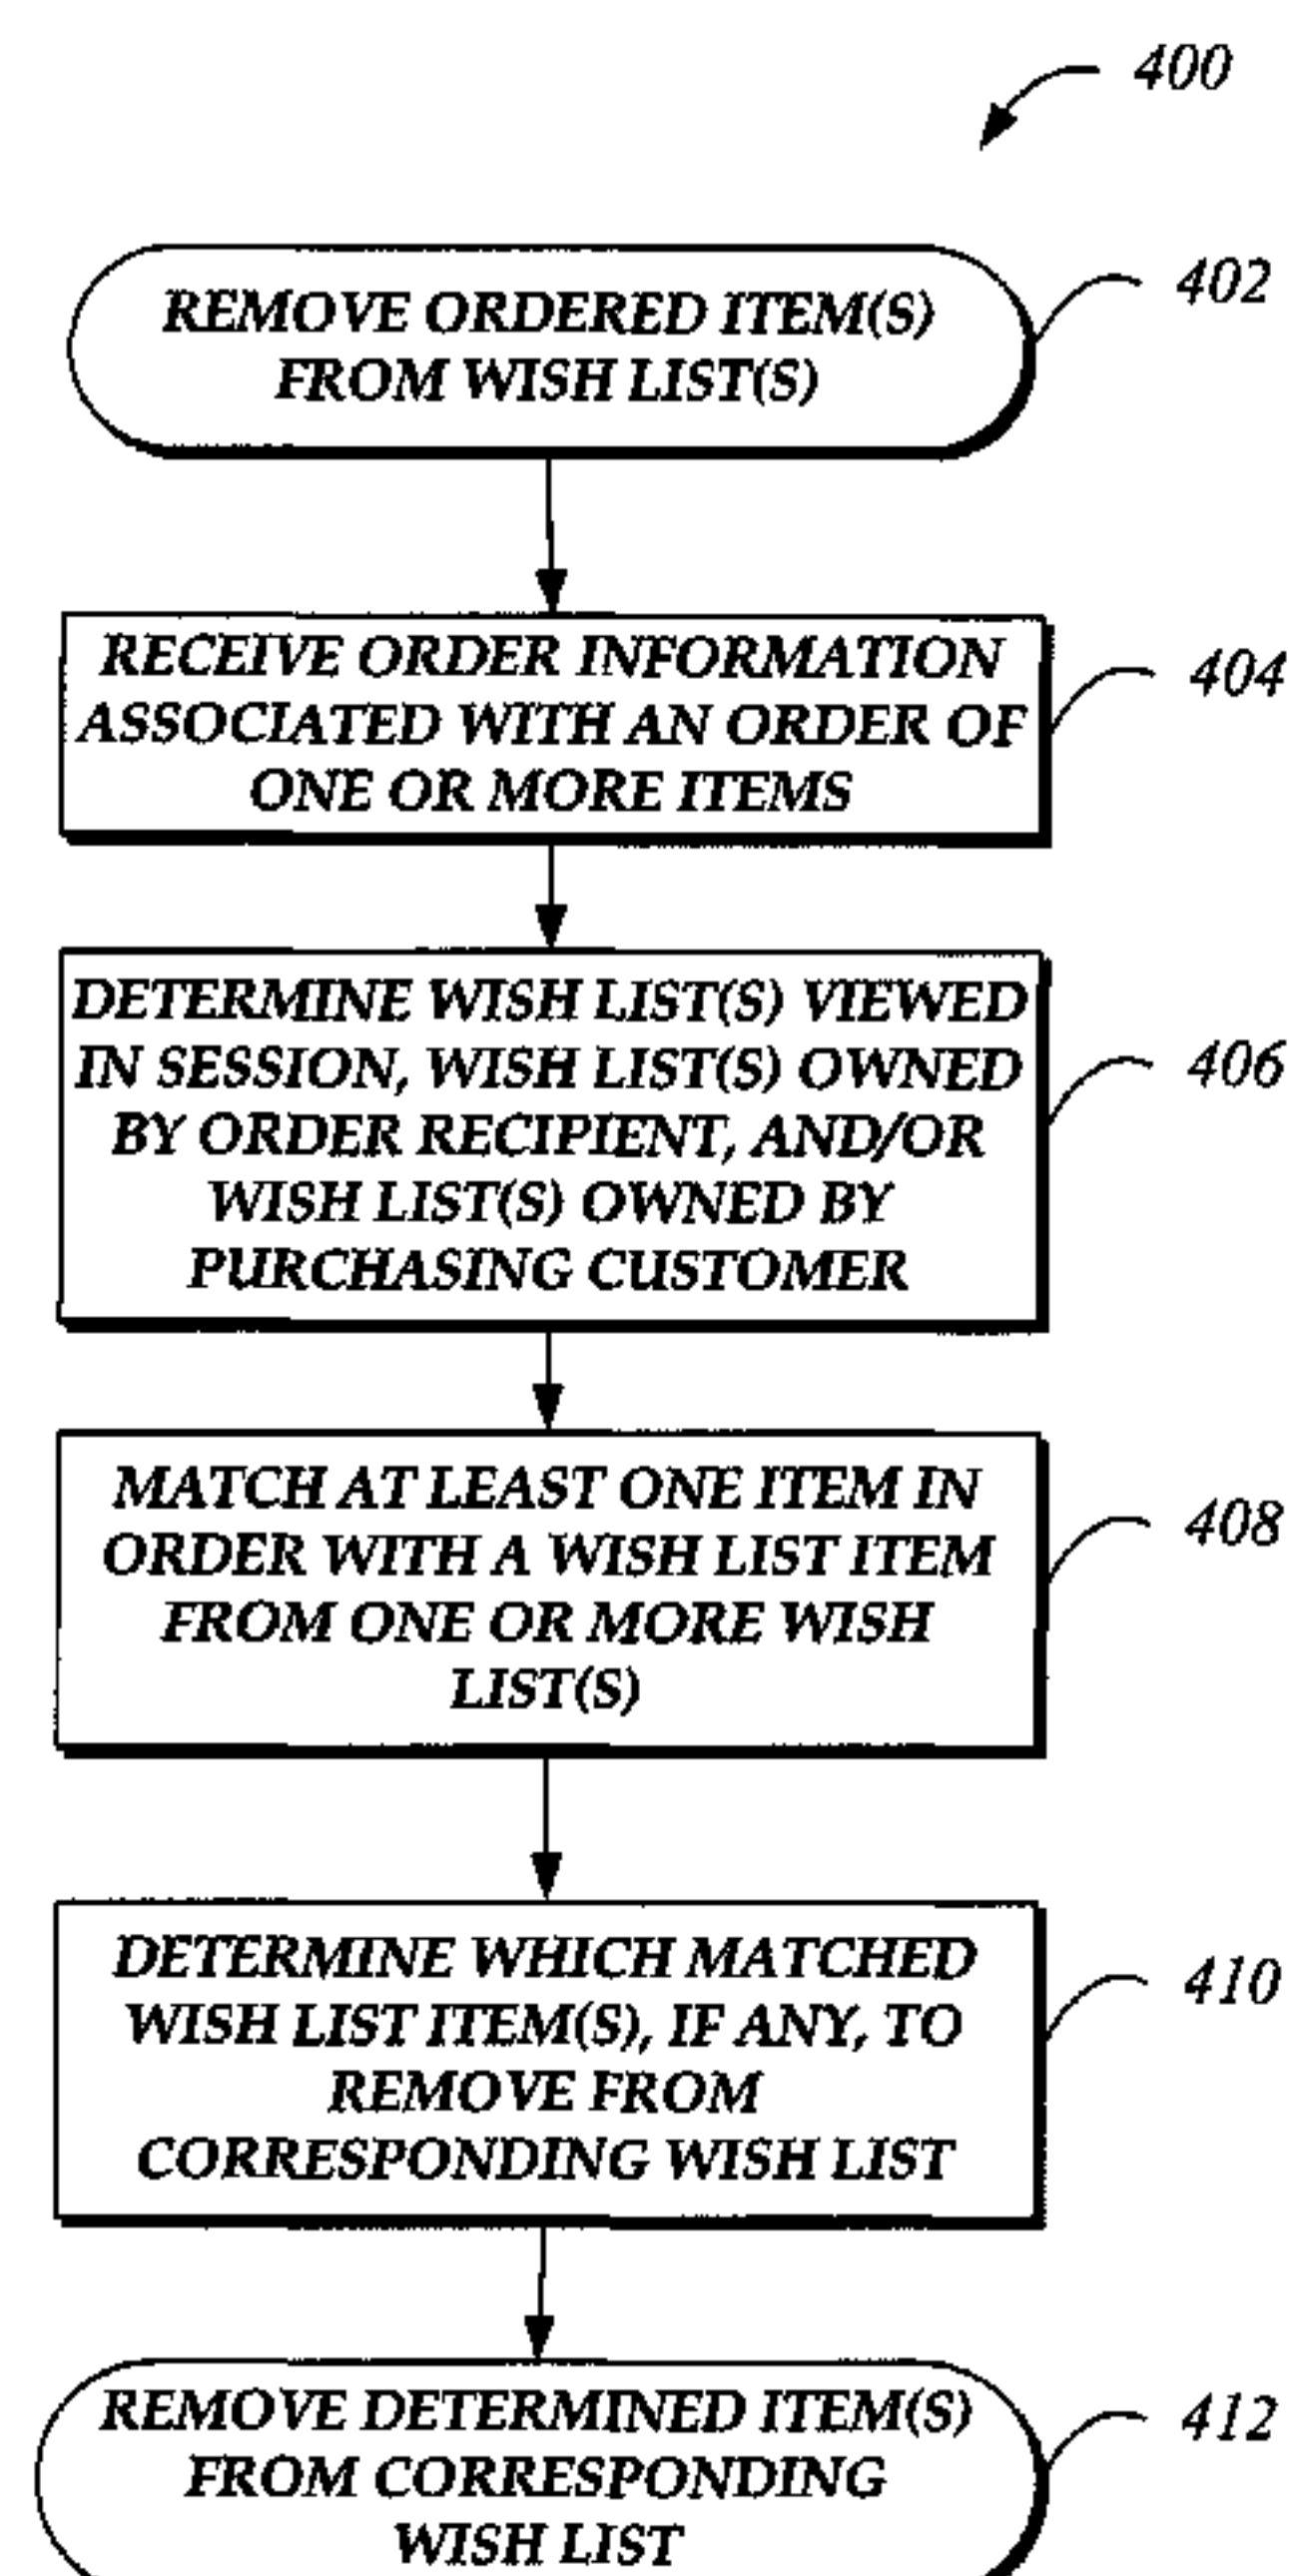 400
REMOVE ORDERED ITEM(S)
FROM WISH LIST(S)
402
RECEIVE ORDER INFORMATION
ASSOCIATED WITH AN ORDER OF
ONE OR MORE ITEMS
404
DETERMINE WISH LIST(S) VIEWED
IN SESSION, WISH LIST(S) OWNED
BY ORDER RECIPIENT, AND/OR
WISH LIST(S) OWNED BY
PURCHASING CUSTOMER
406
MATCH AT LEAST ONE ITEM IN
ORDER WITH A WISH LIST ITEM
FROM ONE OR MORE WISH
LIST(S)
408
DETERMINE WHICH MATCHED
WISH LIST ITEM(S), IF ANY, TO
REMOVE FROM
CORRESPONDING WISH LIST
410
REMOVE DETERMINED ITEM(S)
FROM CORRESPONDING
WISH LIST
412